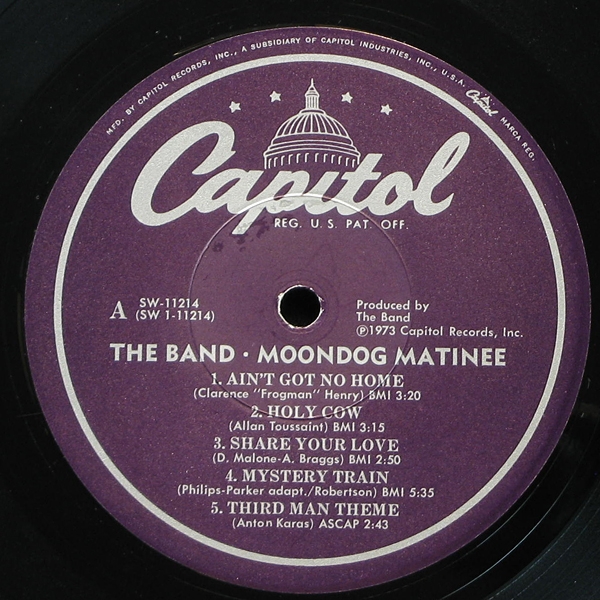 MFD. BY CAPITOL RECORDS, INC., A SUBSIDIARY OF CAPITOL INDUSTRIES, INC., U.S.A. Capitol MARCA REG.
Capitol
REG. U.S. PAT. OFF.
A SW-11214
(SW 1-11214)
Produced by
The Band
Ⓟ1973 Capitol Records, Inc.
THE BAND • MOONDOG MATINEE
1. AIN'T GOT NO HOME
(Clarence "Frogman" Henry) BMI 3:20
2. HOLY COW
(Allan Toussaint) BMI 3:15
3. SHARE YOUR LOVE
(D. Malone-A. Braggs) BMI 2:50
4. MYSTERY TRAIN
(Philips-Parker adapt./Robertson) BMI 5:35
5. THIRD MAN THEME
(Anton Karas) ASCAP 2:43